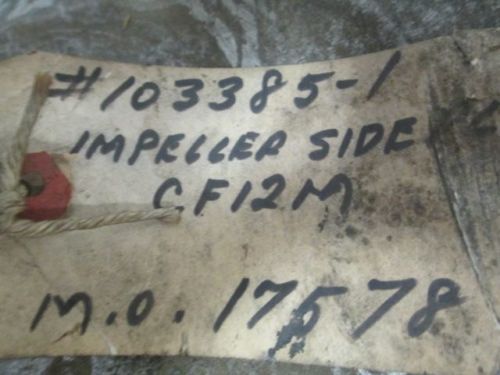 #103385-1
IMPELLER SIDE
CF12M
M.O. 17578